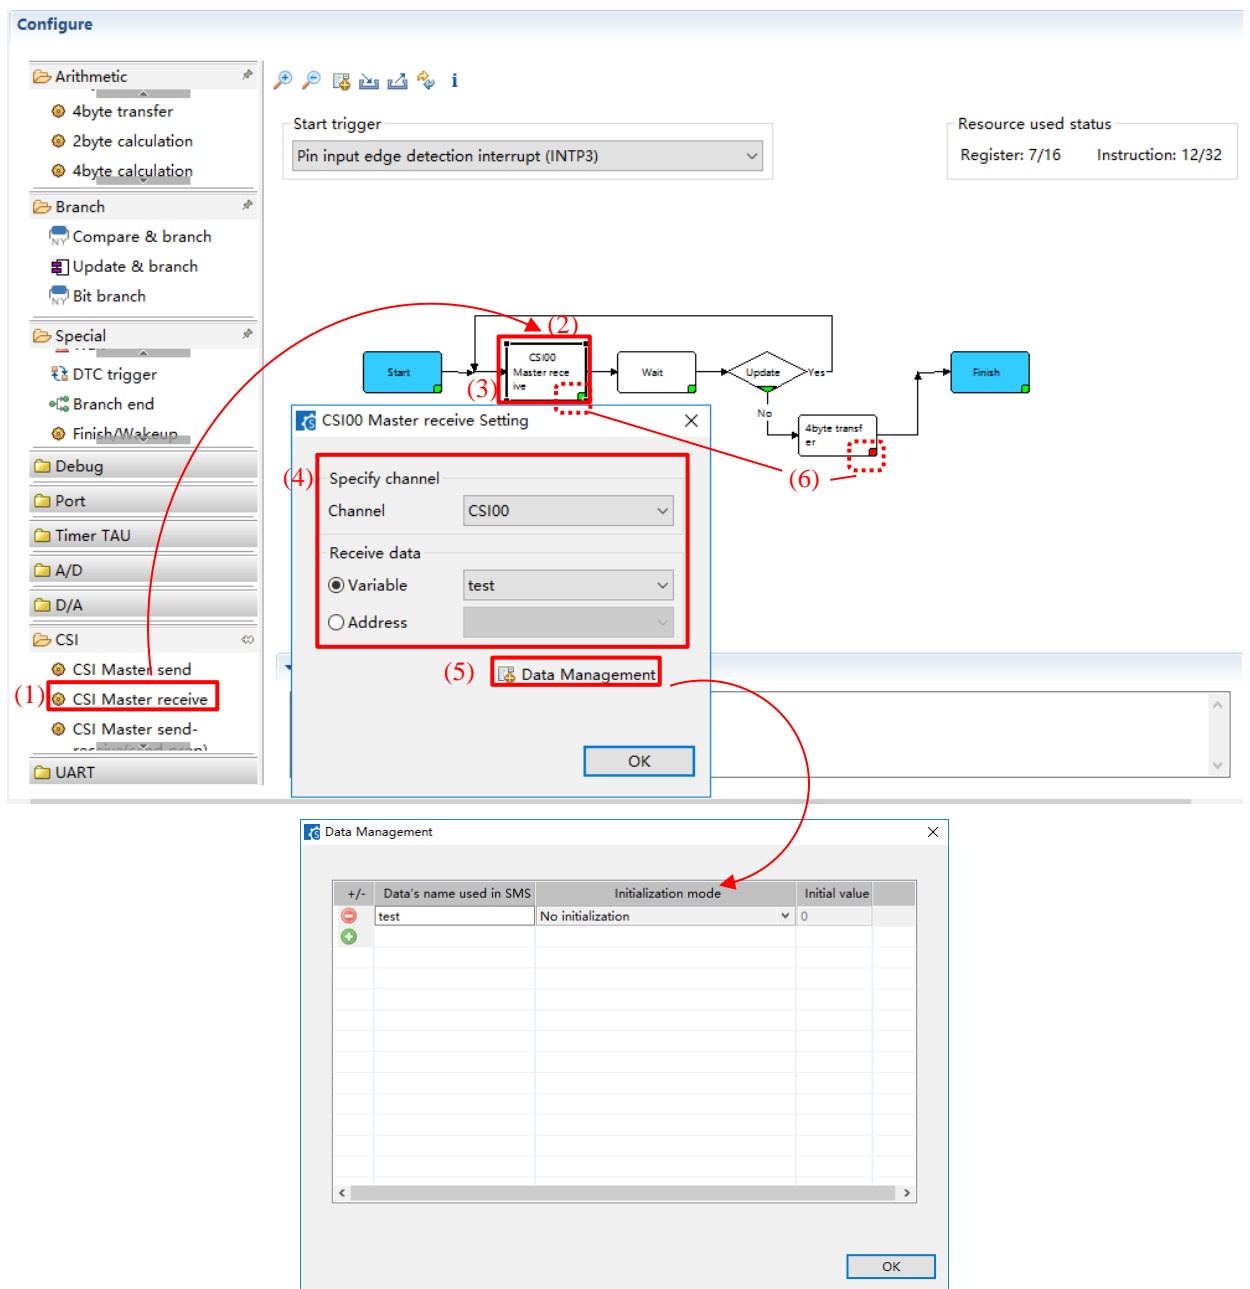 Configure
Arithmetic
4byte transfer
2byte calculation
4byte calculation
Branch
Compare & branch
Update & branch
Bit branch
Special
DTC trigger
Branch end
Finish/Wakeup
Debug
Port
Timer TAU
A/D
D/A
CSI
CSI Master send
(1)
CSI Master receive
CSI Master send-
UART
Start trigger
Pin input edge detection interrupt (INTP3)
Resource used status
Register: 7/16 Instruction: 12/32
(2)
Start
CSI00
Master rece
ive
Wait
Update
Yes
Finish
(3)
No
4byte transf
er
(6)
CSI00 Master receive Setting
(4)
Specify channel
Channel CSI00
Receive data
Variable test
Address
(5)
Data Management
OK
Data Management
+/- Data's name used in SMS Initialization mode Initial value
test No initialization 0
OK